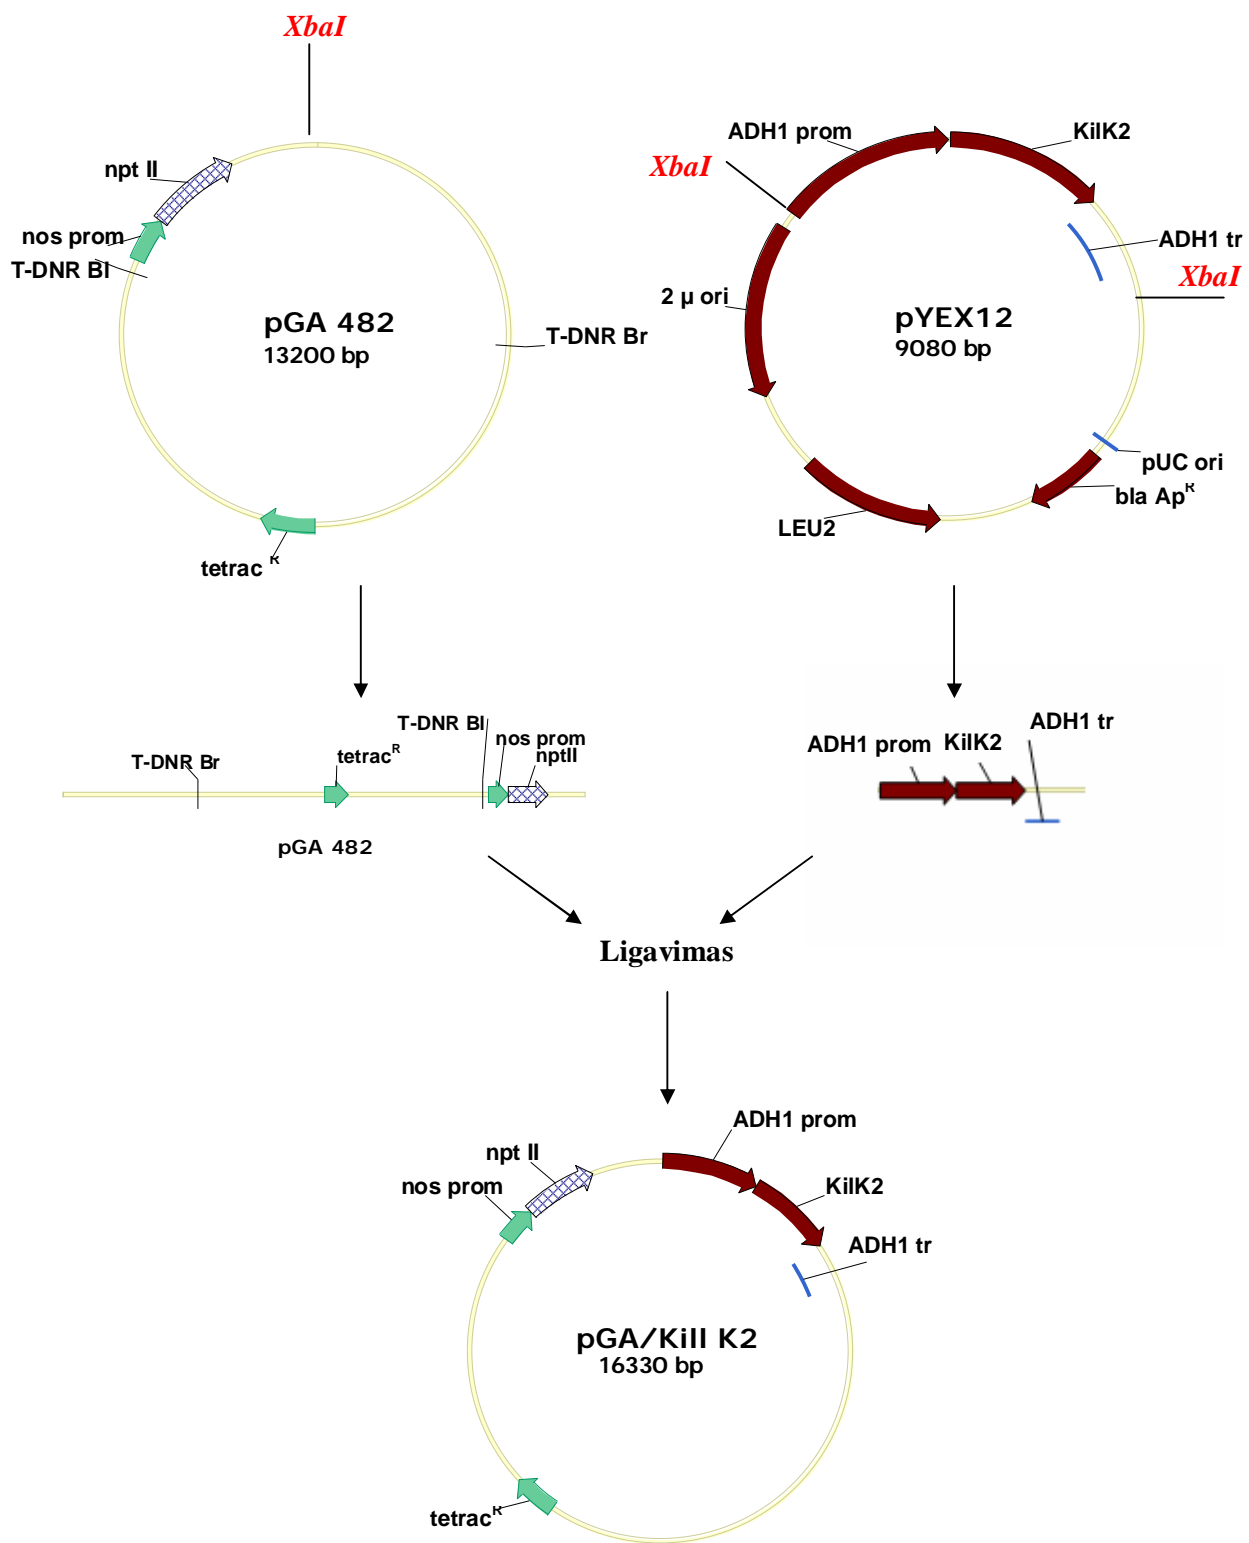 XbaI
npt II
nos prom
T-DNR Bl
pGA 482
13200 bp
T-DNR Br
tetrac R
ADH1 prom
KilK2
XbaI
ADH1 tr
XbaI
2 µ ori
pYEX12
9080 bp
pUC ori
bla Ap R
LEU2
T-DNR Br
tetrac R
T-DNR Bl
nos prom
nptII
pGA 482
ADH1 prom
KilK2
ADH1 tr
Ligavimas
ADH1 prom
npt II
nos prom
KilK2
ADH1 tr
pGA/Kill K2
16330 bp
tetrac R